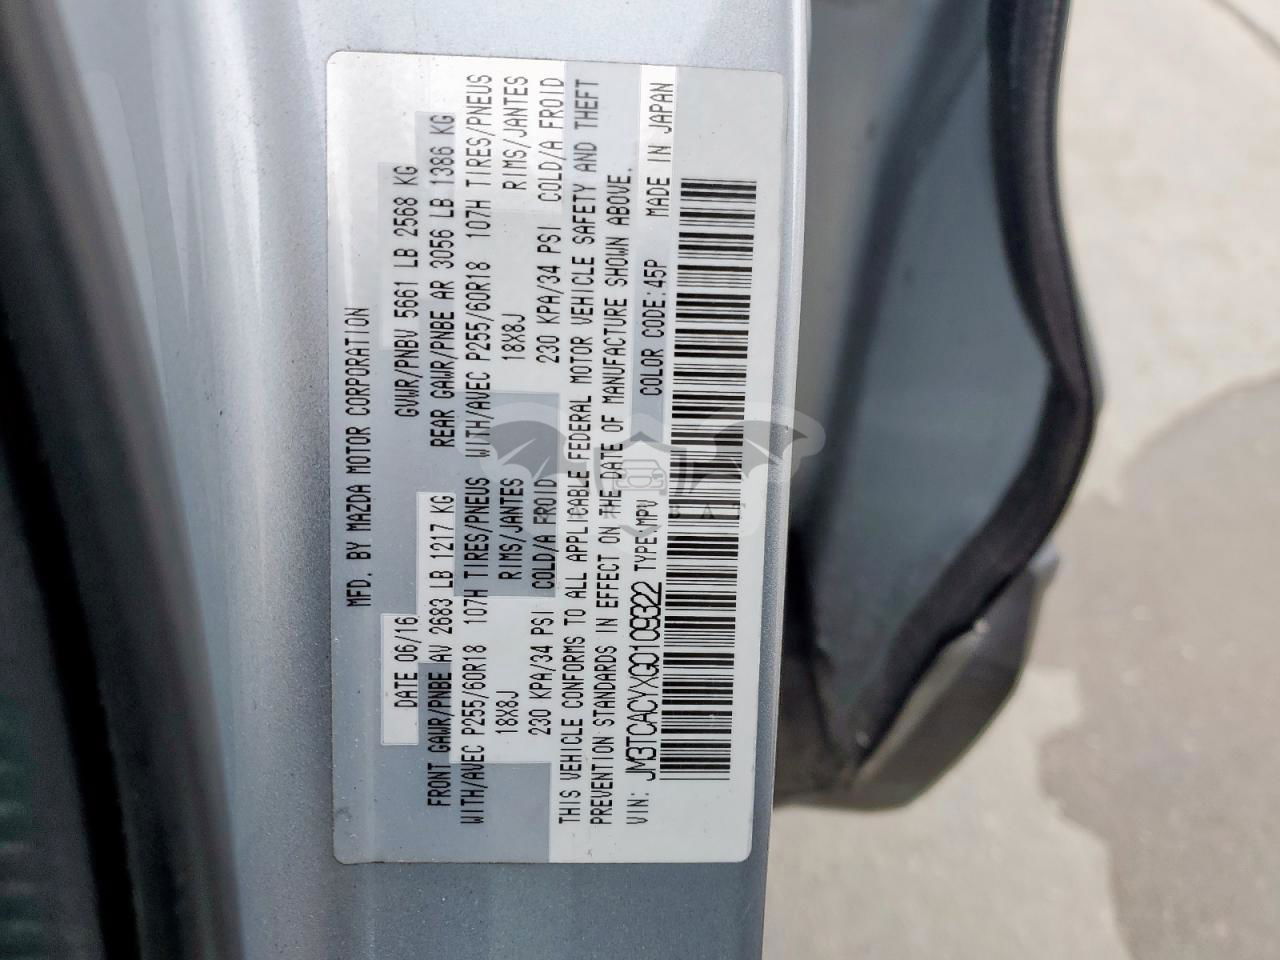 MFD. BY MAZDA MOTOR CORPORATION
DATE 06/16 GVWR/PNBV 5661 LB 2568 KG
FRONT GAWR/PNBE AV 2683 LB 1217 KG REAR GAWR/PNBE AR 3056 LB 1386 KG
WITH/AVEC P255/60R18 107H TIRES/PNEUS WITH/AVEC P255/60R18 107H TIRES/PNEUS
18X8J RIMS/JANTES 18X8J RIMS/JANTES
230 KPA/34 PSI COLD/A FROID 230 KPA/34 PSI COLD/A FROID
THIS VEHICLE CONFORMS TO ALL APPLICABLE FEDERAL MOTOR VEHICLE SAFETY AND THEFT
PREVENTION STANDARDS IN EFFECT ON THE DATE OF MANUFACTURE SHOWN ABOVE.
VIN: JM3TCACYXG0109322 TYPE:MPV COLOR CODE:45P MADE IN JAPAN